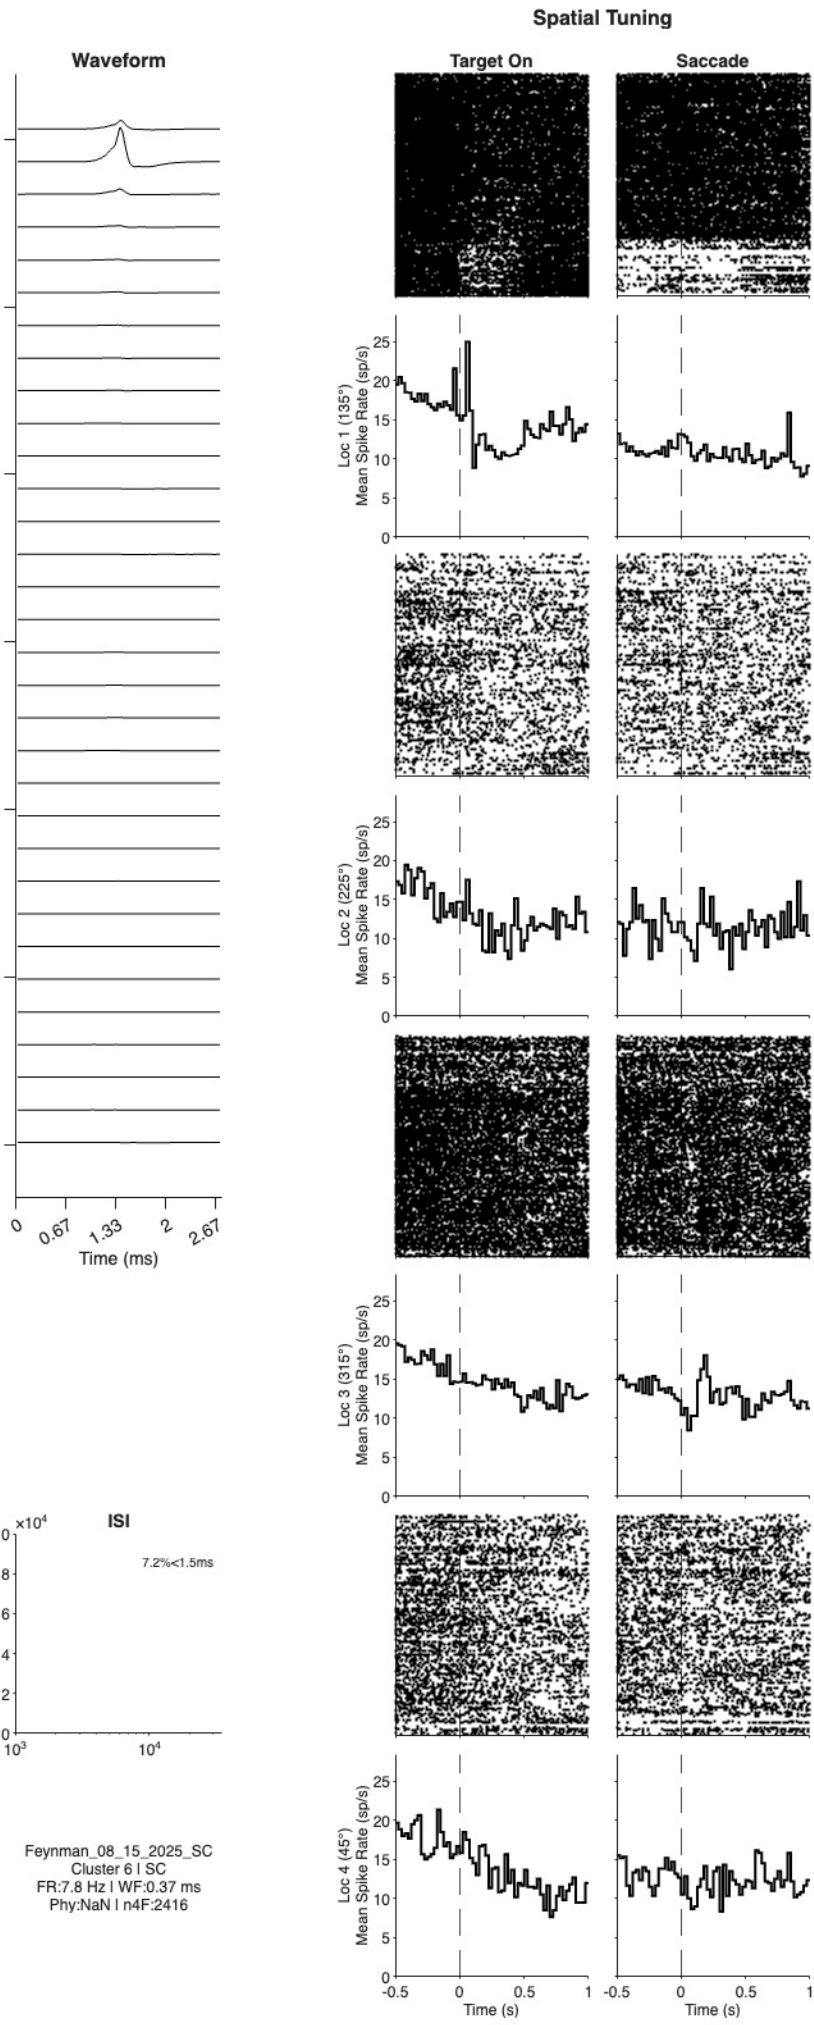 Spatial Tuning
Waveform
Target On
Saccade
25
20
15
10
5
0
Loc 1 (135°)
Mean Spike Rate (sp/s)
25
20
15
10
5
0
Loc 2 (225°)
Mean Spike Rate (sp/s)
0
0.67
1.33
2
2.67
Time (ms)
25
20
15
10
5
0
Loc 3 (315°)
Mean Spike Rate (sp/s)
×10⁴
ISI
0
7.2%<1.5ms
8
6
4
2
0
10³
10⁴
25
20
15
10
5
0
Loc 4 (45°)
Mean Spike Rate (sp/s)
Feynman_08_15_2025_SC
Cluster 6 | SC
FR:7.8 Hz | WF:0.37 ms
Phy:NaN | n4F:2416
-0.5 0 0.5 1
Time (s)
-0.5 0 0.5 1
Time (s)